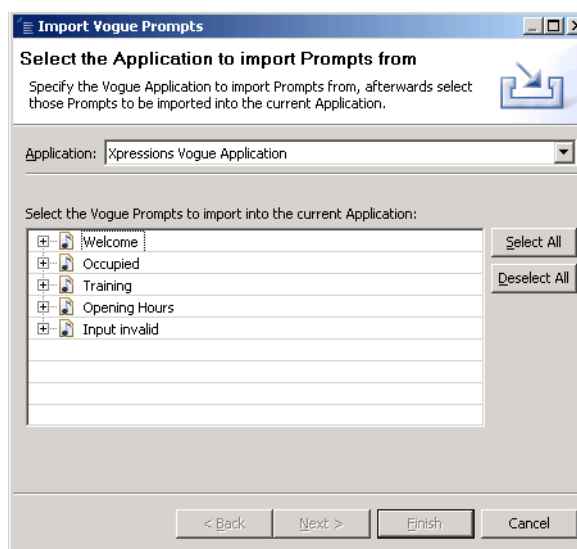 Import Vogue Prompts
Select the Application to import Prompts from
Specify the Vogue Application to import Prompts from, afterwards select
those Prompts to be imported into the current Application.
Application: Xpressions Vogue Application
Select the Vogue Prompts to import into the current Application:
Welcome
Select All
Occupied
Deselect All
Training
Opening Hours
Input invalid
< Back Next > Finish Cancel